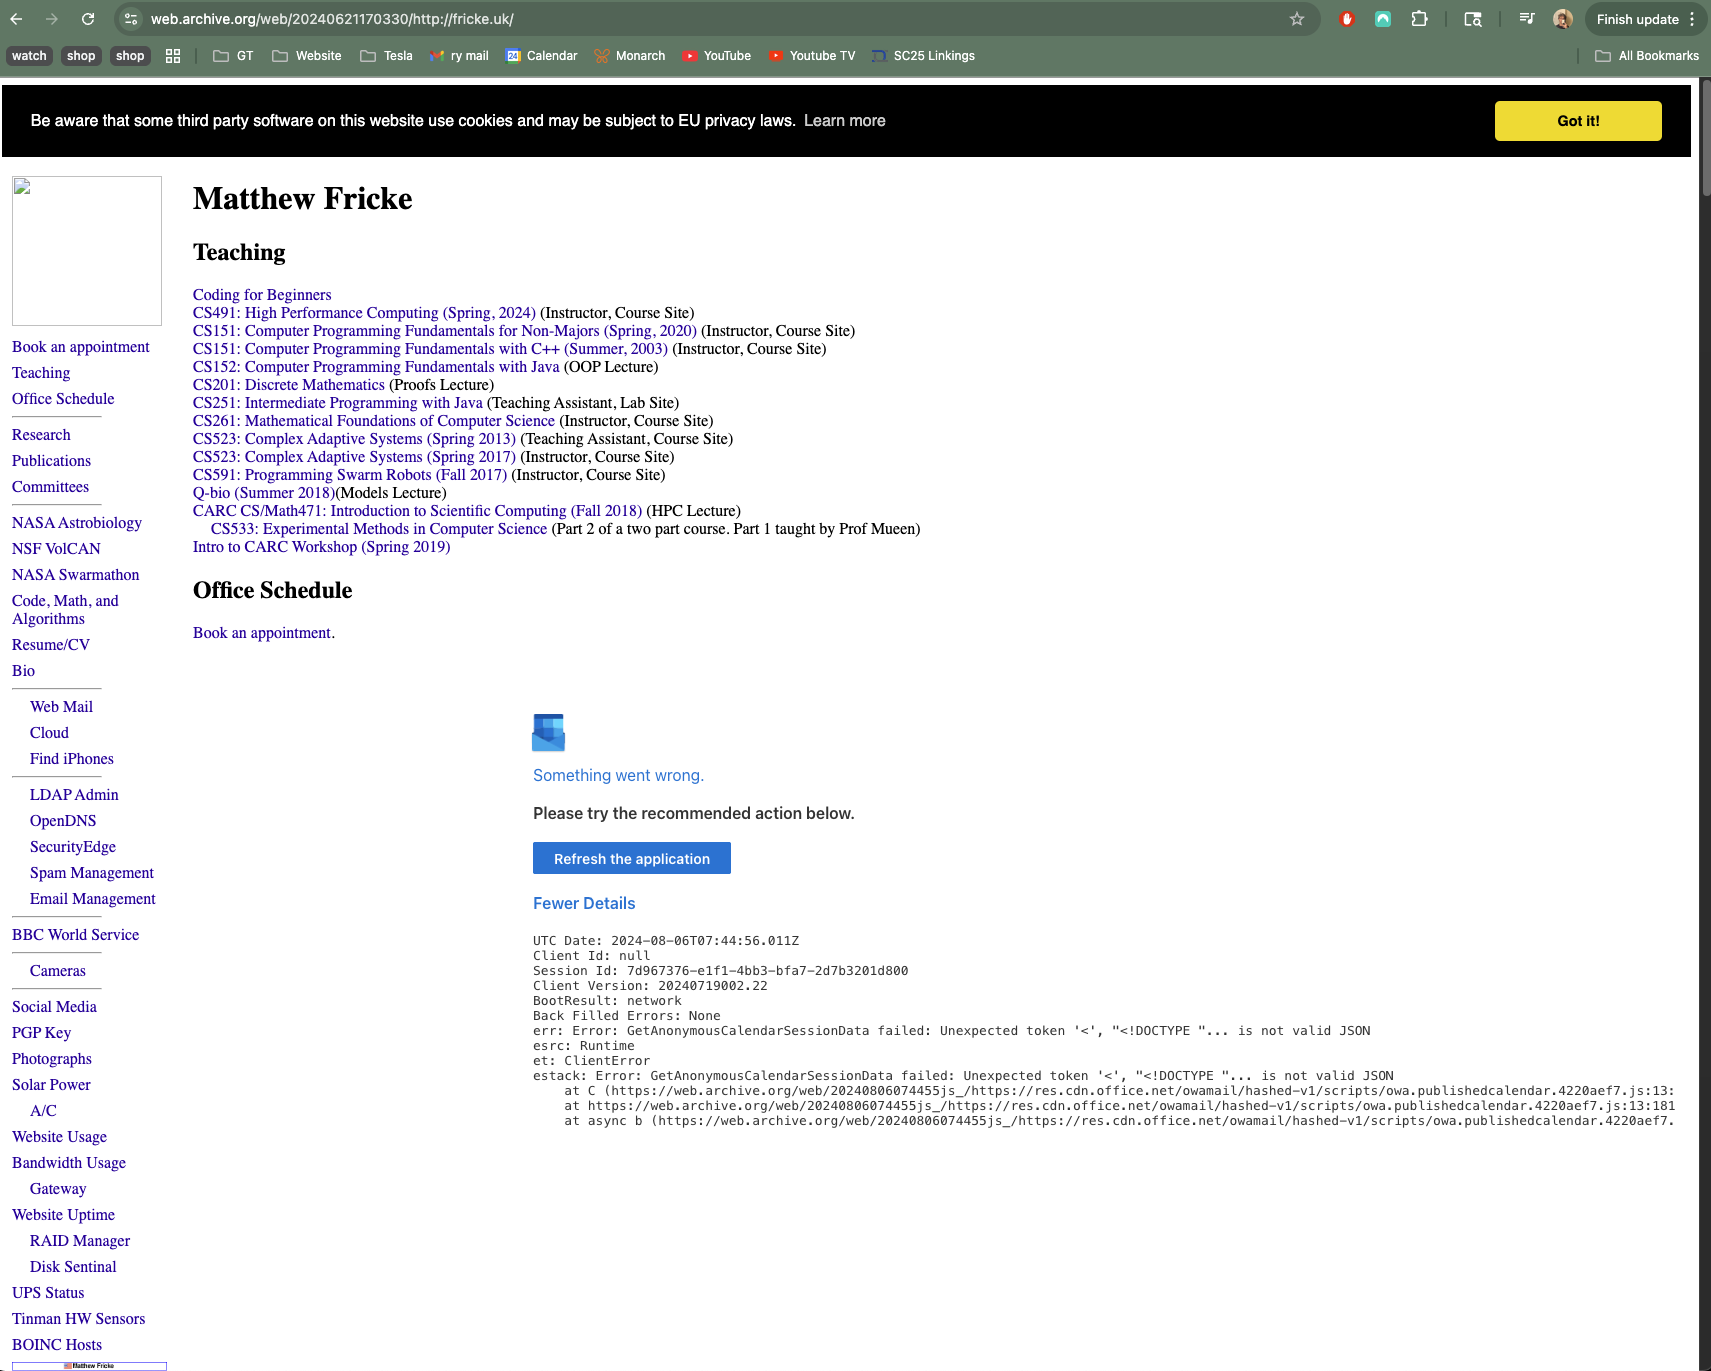 web.archive.org/web/20240621170330/http://fricke.uk/
Finish update
watch
shop
shop
GT
Website
Tesla
ry mail
24
Calendar
Monarch
YouTube
Youtube TV
SC25 Linkings
All Bookmarks
Be aware that some third party software on this website use cookies and may be subject to EU privacy laws. Learn more
Got it!
Book an appointment
Teaching
Office Schedule
Research
Publications
Committees
NASA Astrobiology
NSF VolCAN
NASA Swarmathon
Code, Math, and
Algorithms
Resume/CV
Bio
Web Mail
Cloud
Find iPhones
LDAP Admin
OpenDNS
SecurityEdge
Spam Management
Email Management
BBC World Service
Cameras
Social Media
PGP Key
Photographs
Solar Power
A/C
Website Usage
Bandwidth Usage
Gateway
Website Uptime
RAID Manager
Disk Sentinal
UPS Status
Tinman HW Sensors
BOINC Hosts
Matthew Fricke
Matthew Fricke
Teaching
Coding for Beginners
CS491: High Performance Computing (Spring, 2024) (Instructor, Course Site)
CS151: Computer Programming Fundamentals for Non-Majors (Spring, 2020) (Instructor, Course Site)
CS151: Computer Programming Fundamentals with C++ (Summer, 2003) (Instructor, Course Site)
CS152: Computer Programming Fundamentals with Java (OOP Lecture)
CS201: Discrete Mathematics (Proofs Lecture)
CS251: Intermediate Programming with Java (Teaching Assistant, Lab Site)
CS261: Mathematical Foundations of Computer Science (Instructor, Course Site)
CS523: Complex Adaptive Systems (Spring 2013) (Teaching Assistant, Course Site)
CS523: Complex Adaptive Systems (Spring 2017) (Instructor, Course Site)
CS591: Programming Swarm Robots (Fall 2017) (Instructor, Course Site)
Q-bio (Summer 2018)(Models Lecture)
CARC CS/Math471: Introduction to Scientific Computing (Fall 2018) (HPC Lecture)
CS533: Experimental Methods in Computer Science (Part 2 of a two part course. Part 1 taught by Prof Mueen)
Intro to CARC Workshop (Spring 2019)
Office Schedule
Book an appointment.
Something went wrong.
Please try the recommended action below.
Refresh the application
Fewer Details
UTC Date: 2024-08-06T07:44:56.011Z
Client Id: null
Session Id: 7d967376-e1f1-4bb3-bfa7-2d7b3201d800
Client Version: 20240719002.22
BootResult: network
Back Filled Errors: None
err: Error: GetAnonymousCalendarSessionData failed: Unexpected token '<', "<!DOCTYPE "... is not valid JSON
esrc: Runtime
et: ClientError
estack: Error: GetAnonymousCalendarSessionData failed: Unexpected token '<', "<!DOCTYPE "... is not valid JSON
at C (https://web.archive.org/web/20240806074455js_/https://res.cdn.office.net/owamail/hashed-v1/scripts/owa.publishedcalendar.4220aef7.js:13:
at https://web.archive.org/web/20240806074455js_/https://res.cdn.office.net/owamail/hashed-v1/scripts/owa.publishedcalendar.4220aef7.js:13:181
at async b (https://web.archive.org/web/20240806074455js_/https://res.cdn.office.net/owamail/hashed-v1/scripts/owa.publishedcalendar.4220aef7.